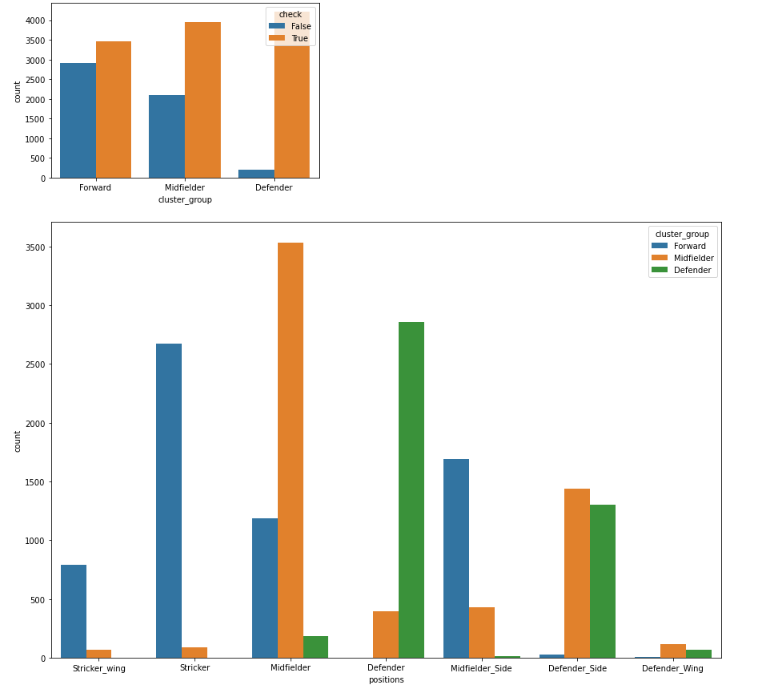 4000
3500
3000
2500
2000
1500
1000
500
0
count
check
False
True
Forward Midfielder Defender
cluster_group
3500
3000
2500
2000
1500
1000
500
0
count
cluster_group
Forward
Midfielder
Defender
Stricker_wing Stricker Midfielder Defender Midfielder_Side Defender_Side Defender_Wing
positions